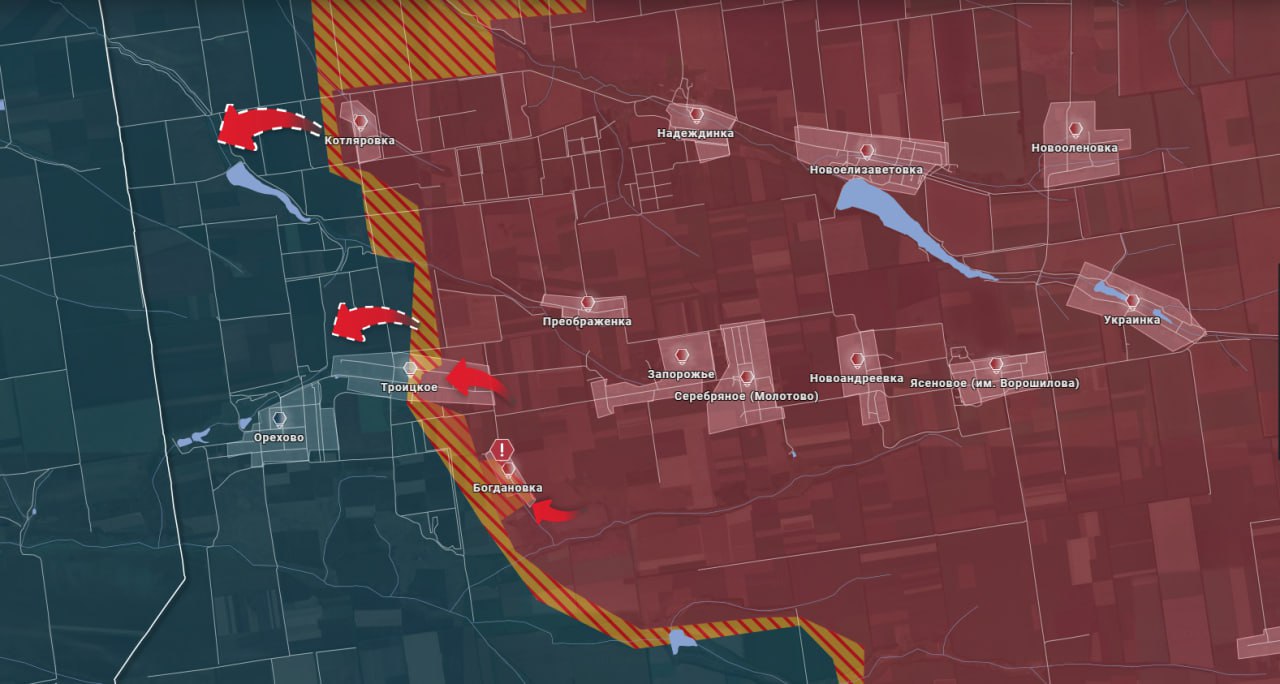 Котляровка
Надеждинка
Новоелизаветовка
Новооленовка
Преображенка
Украинка
Троицкое
Запорожье
Серебряное (Молотово)
Новоандреевка
Ясеновое (им. Ворошилова)
Орехово
!
Богдановка